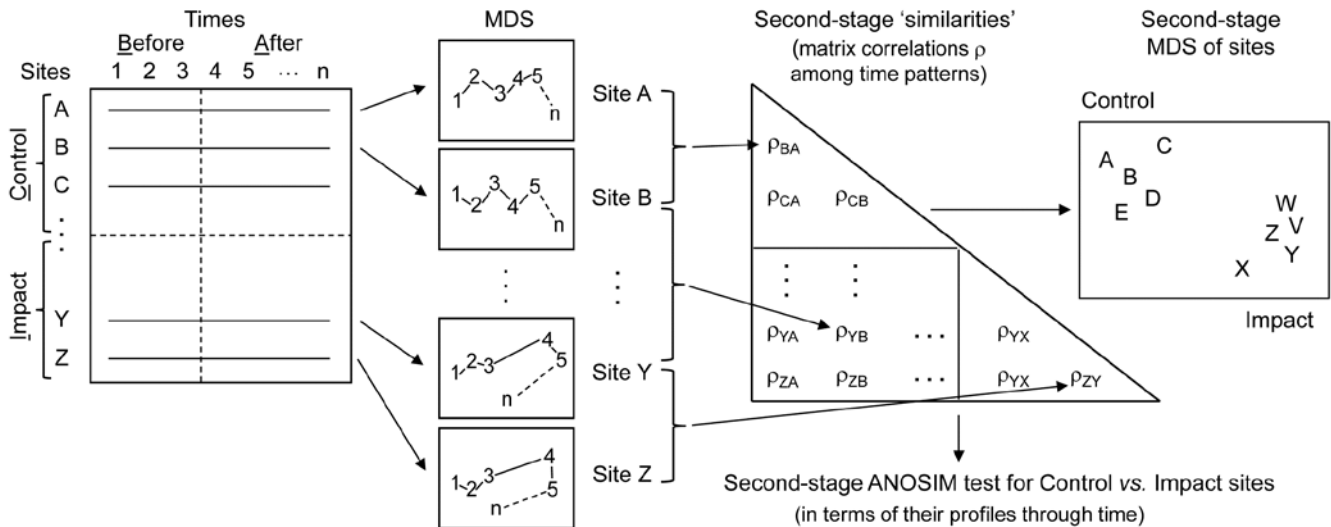 Times
Before After
Sites 1 2 3 4 5 ... n
Control
A
B
C
Impact
Y
Z
MDS
1 2 3 4 5 n
Site A
1 2 3 4 5 n
Site B
1 2 3 4 5 n
Site Y
1 2 3 4 5 n
Site Z
Second-stage ‘similarities’
(matrix correlations ρ
among time patterns)
ρBA
ρCA ρCB
ρYA ρYB ... ρYX
ρZA ρZB ... ρYX ρZY
Second-stage ANOSIM test for Control vs. Impact sites
(in terms of their profiles through time)
Second-stage
MDS of sites
Control
C
A
B
D
E
W
V
Z
Y
X
Impact